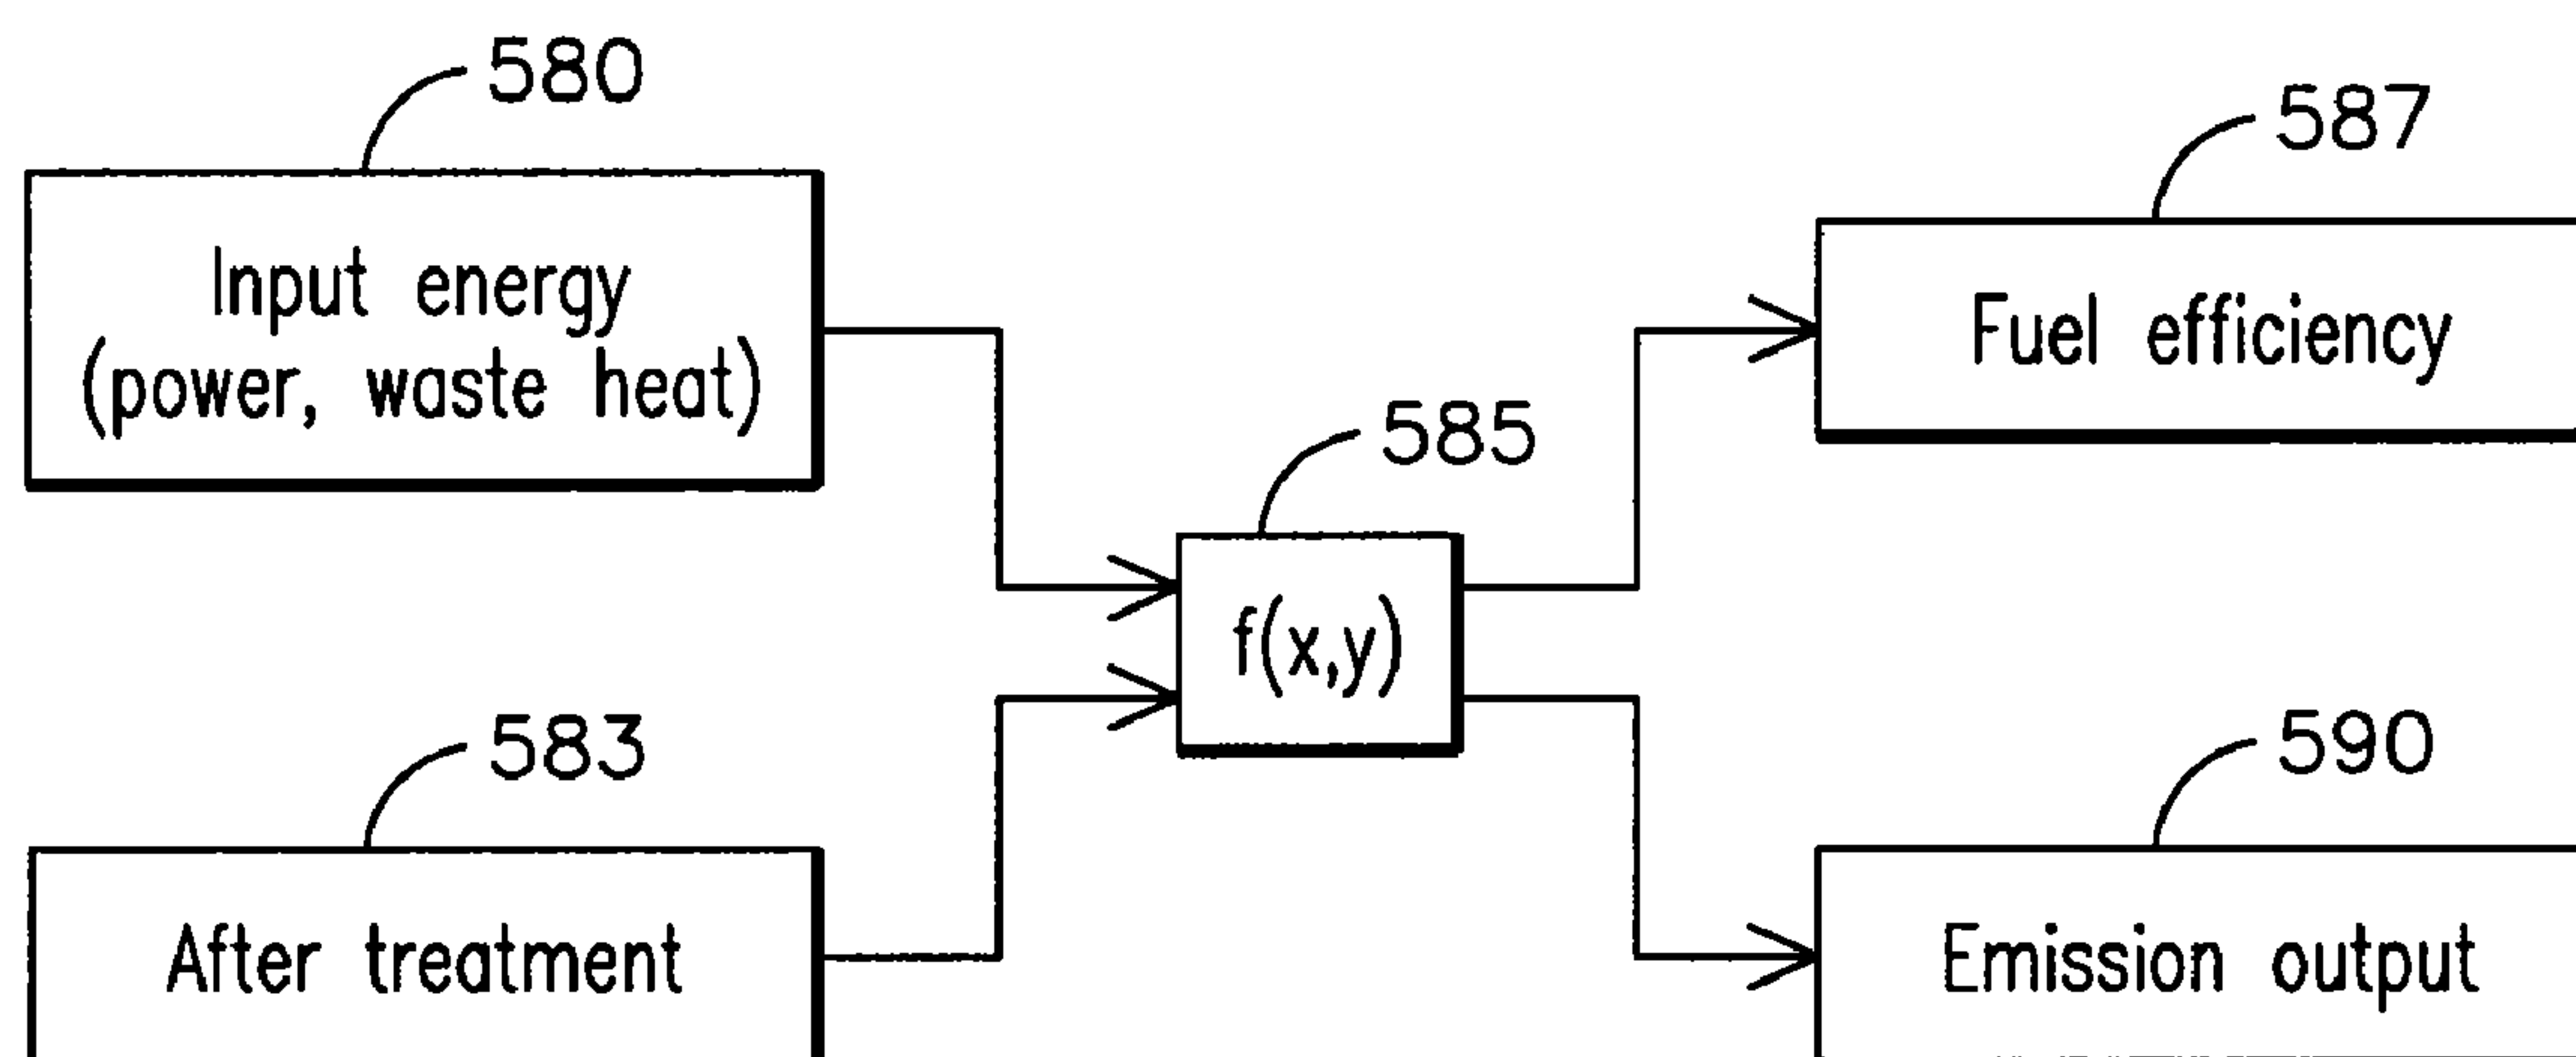 580
Input energy
(power, waste heat)
587
Fuel efficiency
585
f(x,y)
583
After treatment
590
Emission output